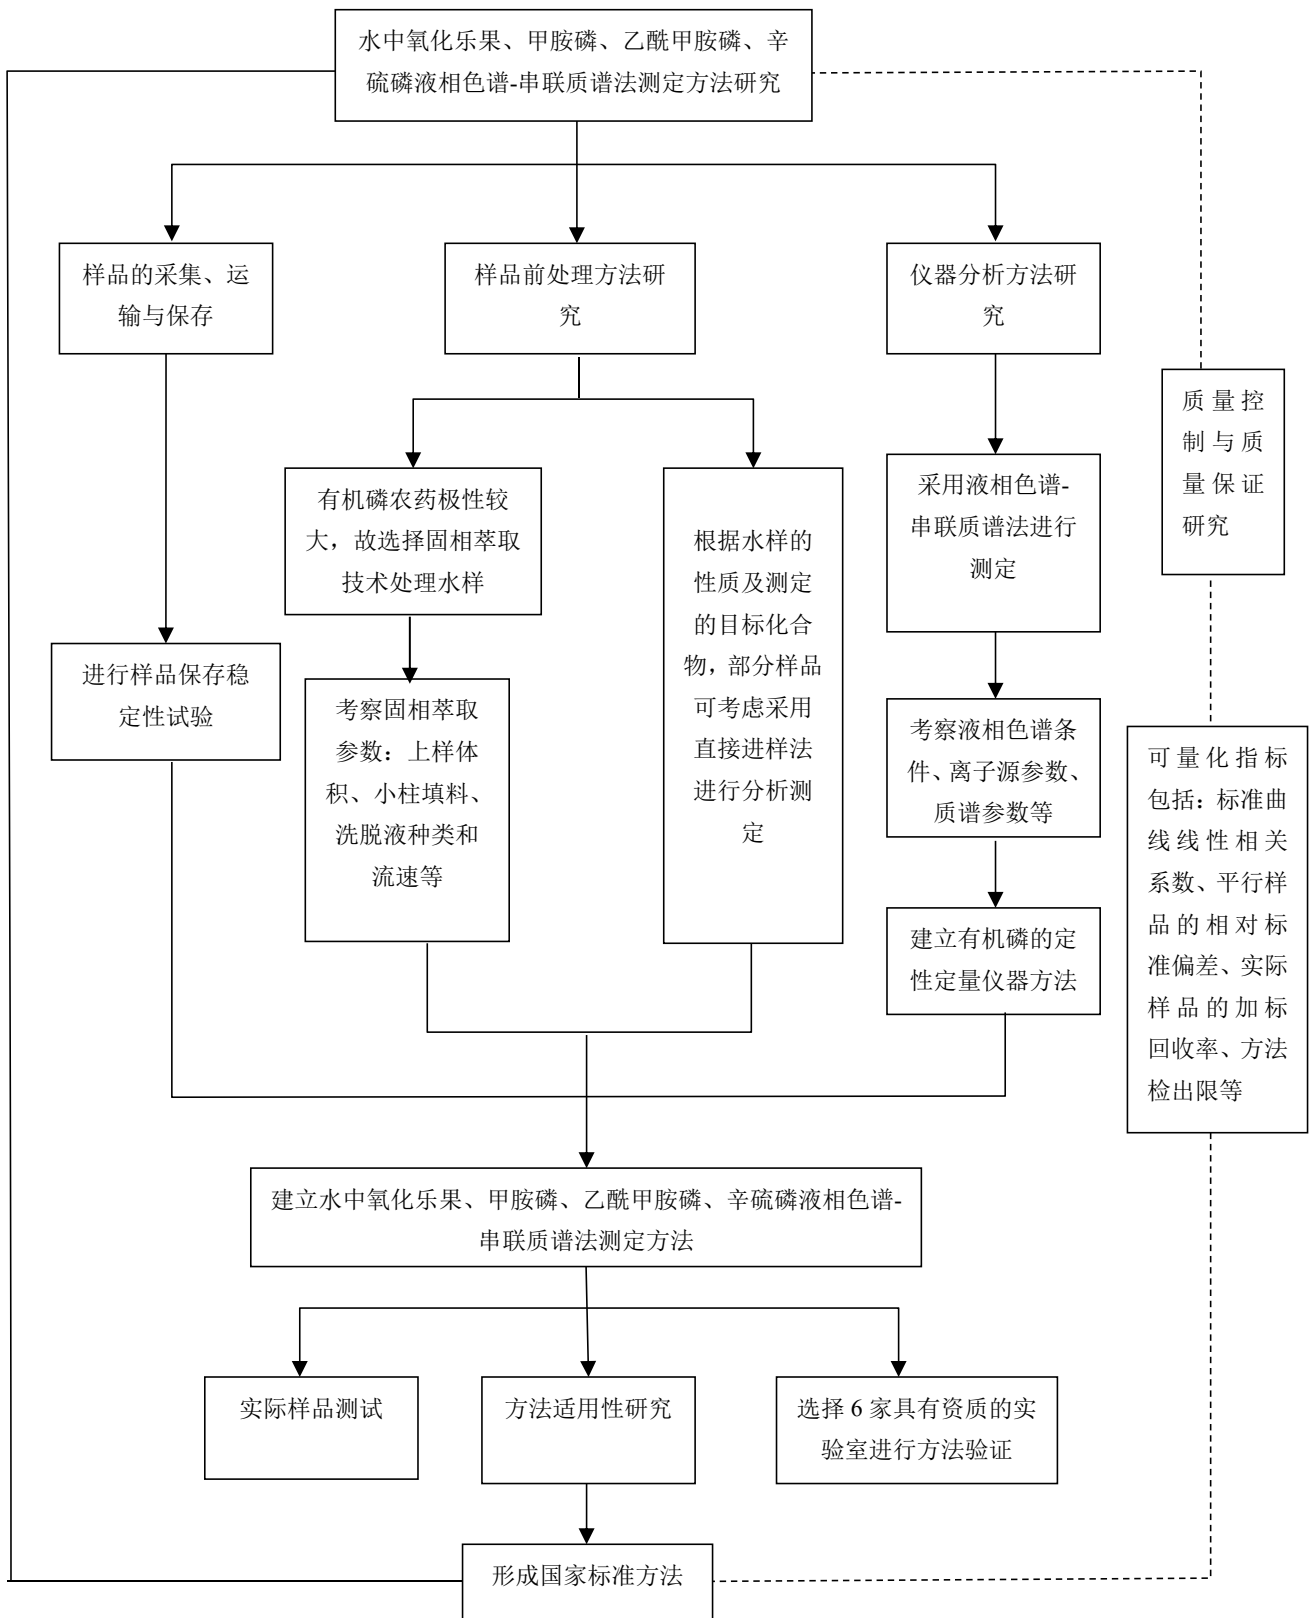 水中氧化乐果、甲胺磷、乙酰甲胺磷、辛
硫磷液相色谱-串联质谱法测定方法研究
样品的采集、运
输与保存
样品前处理方法研
究
仪器分析方法研
究
质量控
制与质
量保证
研究
有机磷农药极性较
大，故选择固相萃取
技术处理水样
根据水样的
性质及测定
的目标化合
物，部分样品
可考虑采用
直接进样法
进行分析测
定
采用液相色谱-
串联质谱法进行
测定
进行样品保存稳
定性试验
考察固相萃取
参数：上样体
积、小柱填料、
洗脱液种类和
流速等
考察液相色谱条
件、离子源参数、
质谱参数等
可量化指标
包括：标准曲
线线性相关
系数、平行样
品的相对标
准偏差、实际
样品的加标
回收率、方法
检出限等
建立有机磷的定
性定量仪器方法
建立水中氧化乐果、甲胺磷、乙酰甲胺磷、辛硫磷液相色谱-
串联质谱法测定方法
实际样品测试
方法适用性研究
选择 6 家具有资质的实
验室进行方法验证
形成国家标准方法